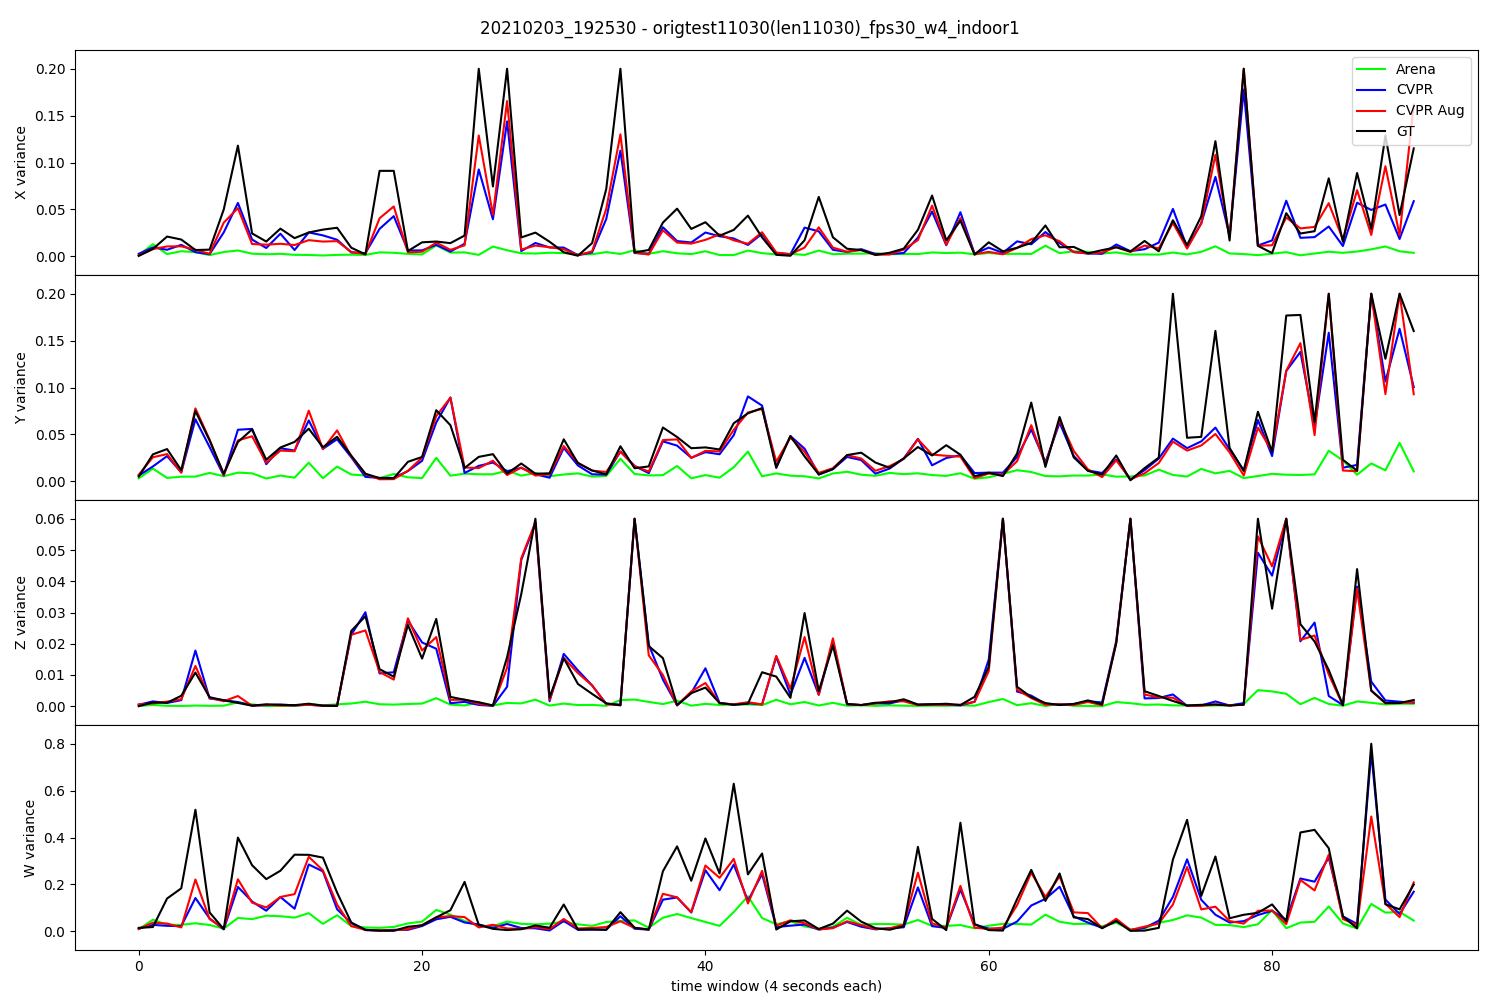 20210203_192530 - origtest11030(len11030)_fps30_w4_indoor1
X variance
0.20
0.15
0.10
0.05
0.00
Arena
CVPR
CVPR Aug
GT
Y variance
0.20
0.15
0.10
0.05
0.00
Z variance
0.06
0.05
0.04
0.03
0.02
0.01
0.00
W variance
0.8
0.6
0.4
0.2
0.0
0 20 40 60 80
time window (4 seconds each)